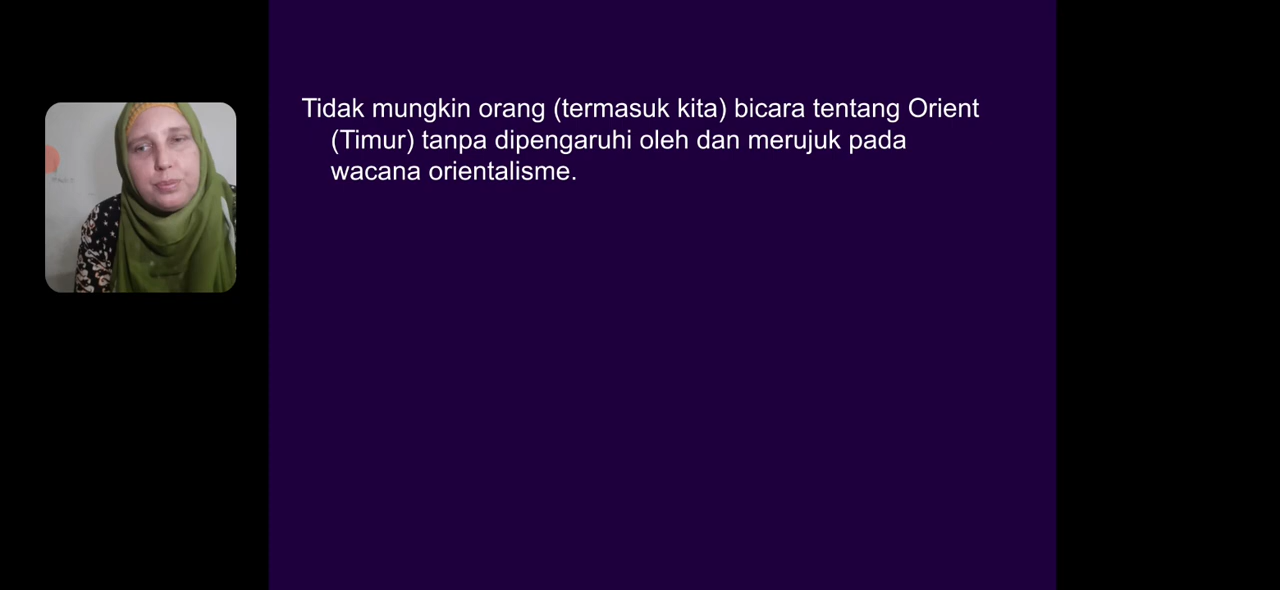 Tidak mungkin orang (termasuk kita) bicara tentang Orient
(Timur) tanpa dipengaruhi oleh dan merujuk pada
wacana orientalisme.